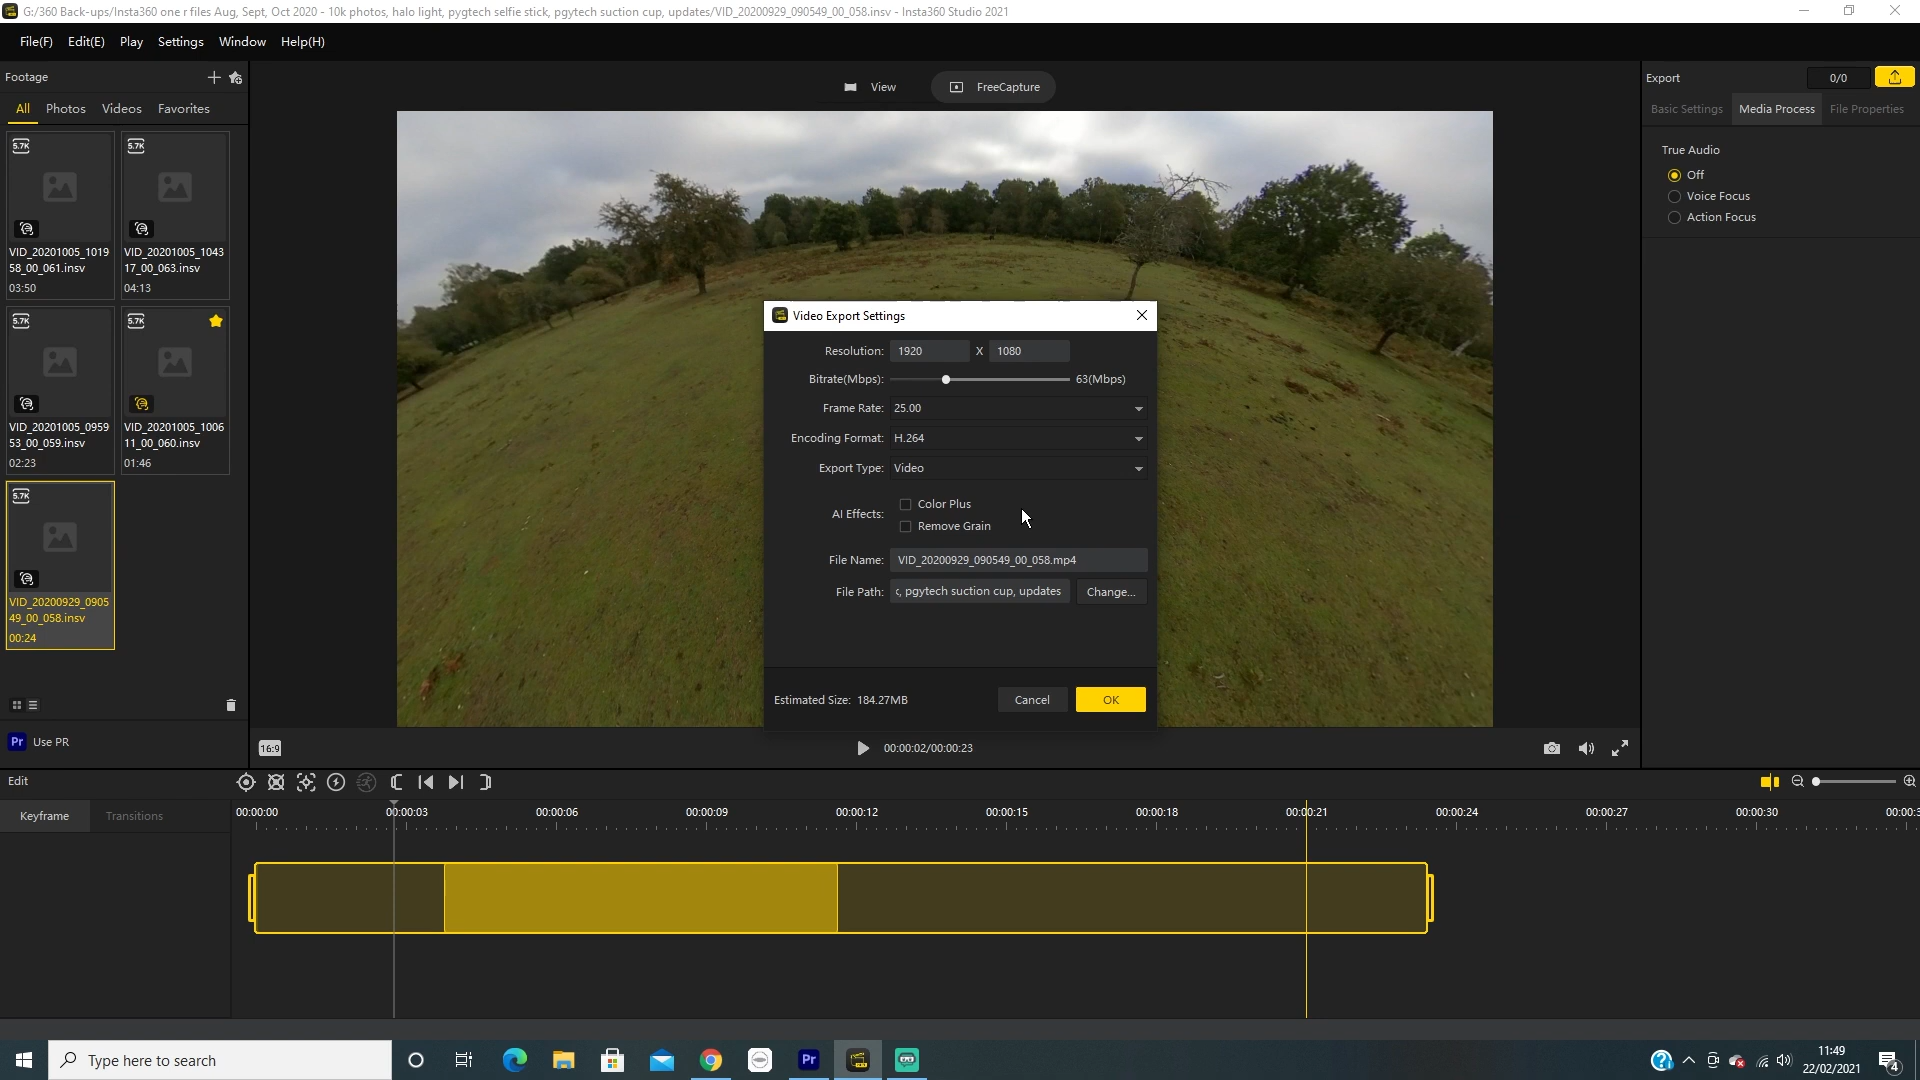 G:/360 Back-ups/Insta360 one r files Aug, Sept, Oct 2020 - 10k photos, halo light, pygtech selfie stick, pgytech suction cup, updates/VID_20200929_090549_00_058.insv - Insta360 Studio 2021
File(F) Edit(E) Play Settings Window Help(H)
Footage
All Photos Videos Favorites
View FreeCapture
Export 0/0
Basic Settings Media Process File Properties
True Audio
Off
Voice Focus
Action Focus
5.7K 5.7K
VID_20201005_1019 VID_20201005_1043
58_00_061.insv 17_00_063.insv
03:50 04:13
5.7K 5.7K
VID_20201005_0959 VID_20201005_1006
53_00_059.insv 11_00_060.insv
02:23 01:46
5.7K
VID_20200929_0905
49_00_058.insv
00:24
Pr Use PR
Video Export Settings
Resolution: 1920 X 1080
Bitrate(Mbps): 63(Mbps)
Frame Rate: 25.00
Encoding Format: H.264
Export Type: Video
AI Effects: Color Plus
Remove Grain
File Name: VID_20200929_090549_00_058.mp4
File Path: , pgytech suction cup, updates Change...
Estimated Size: 184.27MB Cancel OK
16:9 00:00:02/00:00:23
Edit
Keyframe Transitions
00:00:00 00:00:03 00:00:06 00:00:09 00:00:12 00:00:15 00:00:18 00:00:21 00:00:24 00:00:27 00:00:30 00:00:3
Type here to search
Pr
11:49
22/02/2021
4